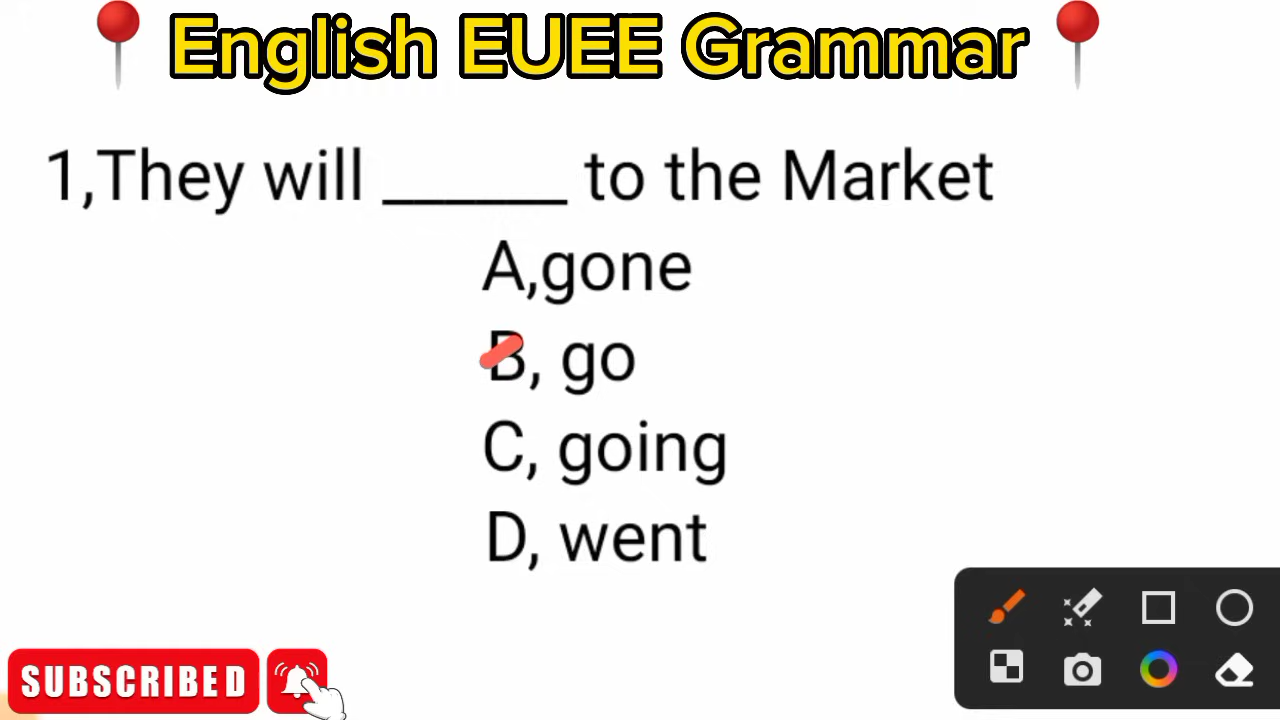 English EUEE Grammar
1,They will ______ to the Market
A,gone
B, go
C, going
D, went
SUBSCRIBED